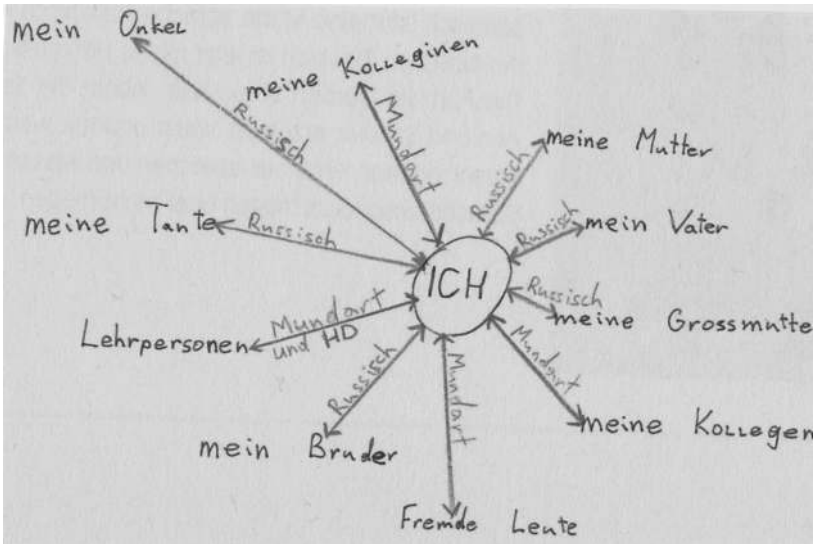 mein Onkel
Russisch
meine Kolleginen
Mundart
meine Mutter
Russisch
meine Tante
Russisch
mein Vater
Russisch
ICH
meine Grossmutte
Russisch
Lehrpersonen
Mundart
und HD
mein Bruder
Russisch
Fremde Leute
Mundart
meine Kollegen
Mundart